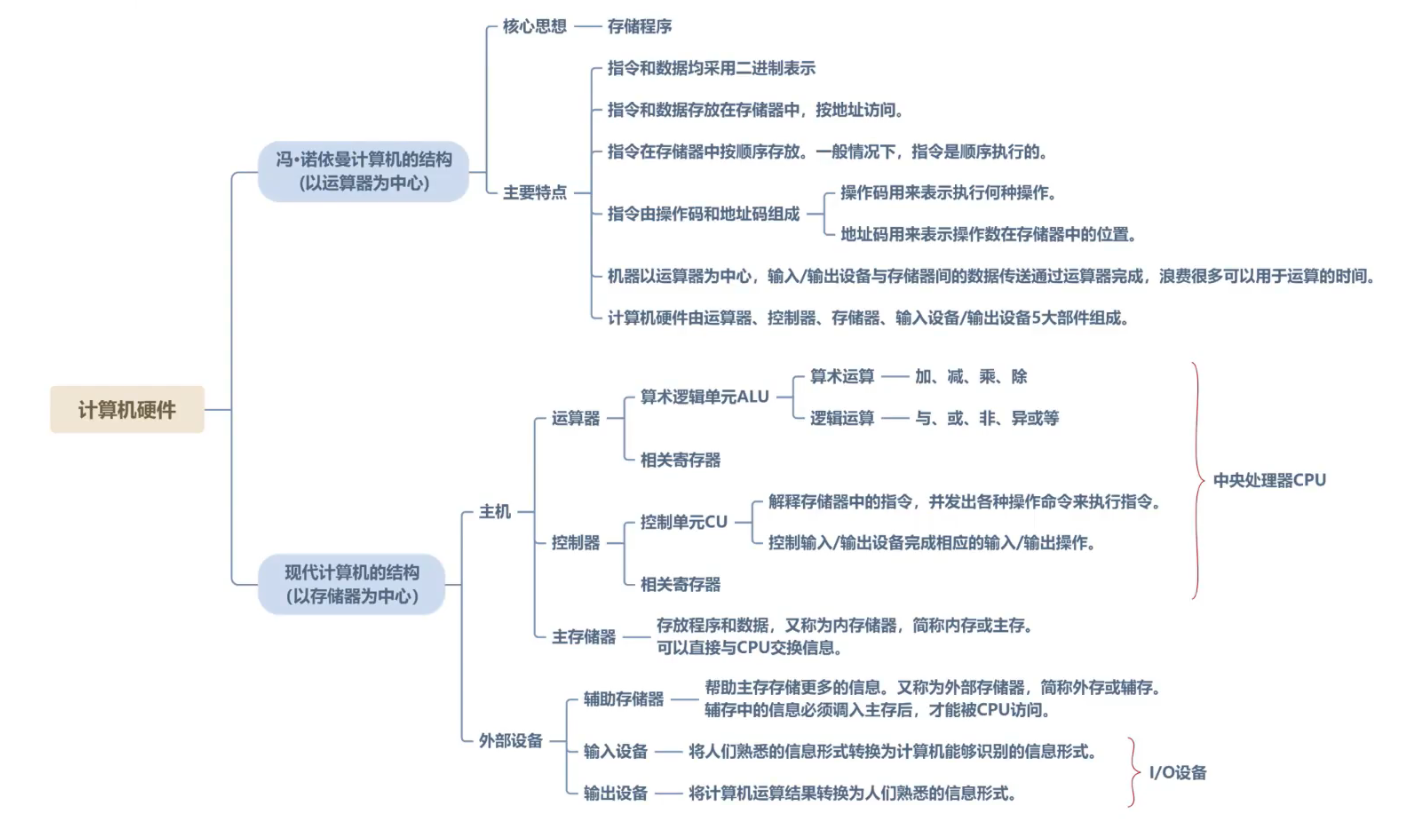 计算机硬件
冯•诺依曼计算机的结构
(以运算器为中心)
核心思想
存储程序
主要特点
指令和数据均采用二进制表示
指令和数据存放在存储器中，按地址访问。
指令在存储器中按顺序存放。一般情况下，指令是顺序执行的。
指令由操作码和地址码组成
操作码用来表示执行何种操作。
地址码用来表示操作数在存储器中的位置。
机器以运算器为中心，输入/输出设备与存储器间的数据传送通过运算器完成，浪费很多可以用于运算的时间。
计算机硬件由运算器、控制器、存储器、输入设备/输出设备5大部件组成。
现代计算机的结构
(以存储器为中心)
主机
运算器
算术逻辑单元ALU
算术运算
加、减、乘、除
逻辑运算
与、或、非、异或等
相关寄存器
控制器
控制单元CU
解释存储器中的指令，并发出各种操作命令来执行指令。
控制输入/输出设备完成相应的输入/输出操作。
相关寄存器
中央处理器CPU
主存储器
存放程序和数据，又称为内存储器，简称内存或主存。
可以直接与CPU交换信息。
外部设备
辅助存储器
帮助主存存储更多的信息。又称为外部存储器，简称外存或辅存。
辅存中的信息必须调入主存后，才能被CPU访问。
输入设备
将人们熟悉的信息形式转换为计算机能够识别的信息形式。
输出设备
将计算机运算结果转换为人们熟悉的信息形式。
I/O设备